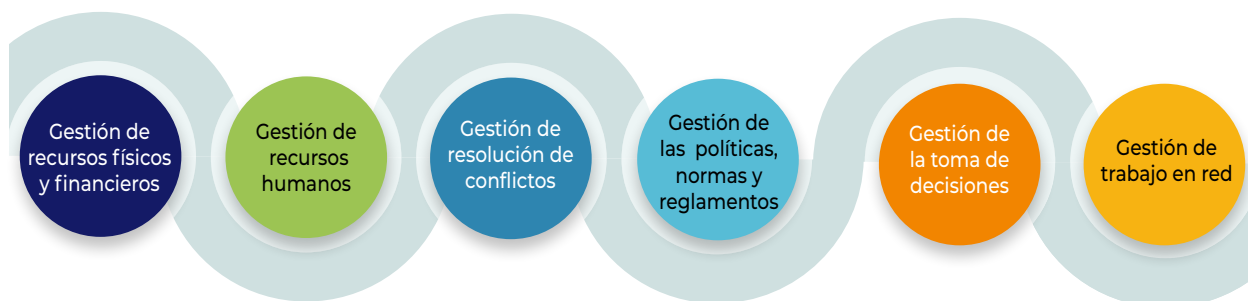 Gestión de
recursos físicos
y financieros
Gestión de
recursos
humanos
Gestión de
resolución de
conflictos
Gestión de
las políticas,
normas y
reglamentos
Gestión de
la toma de
decisiones
Gestión de
trabajo en red